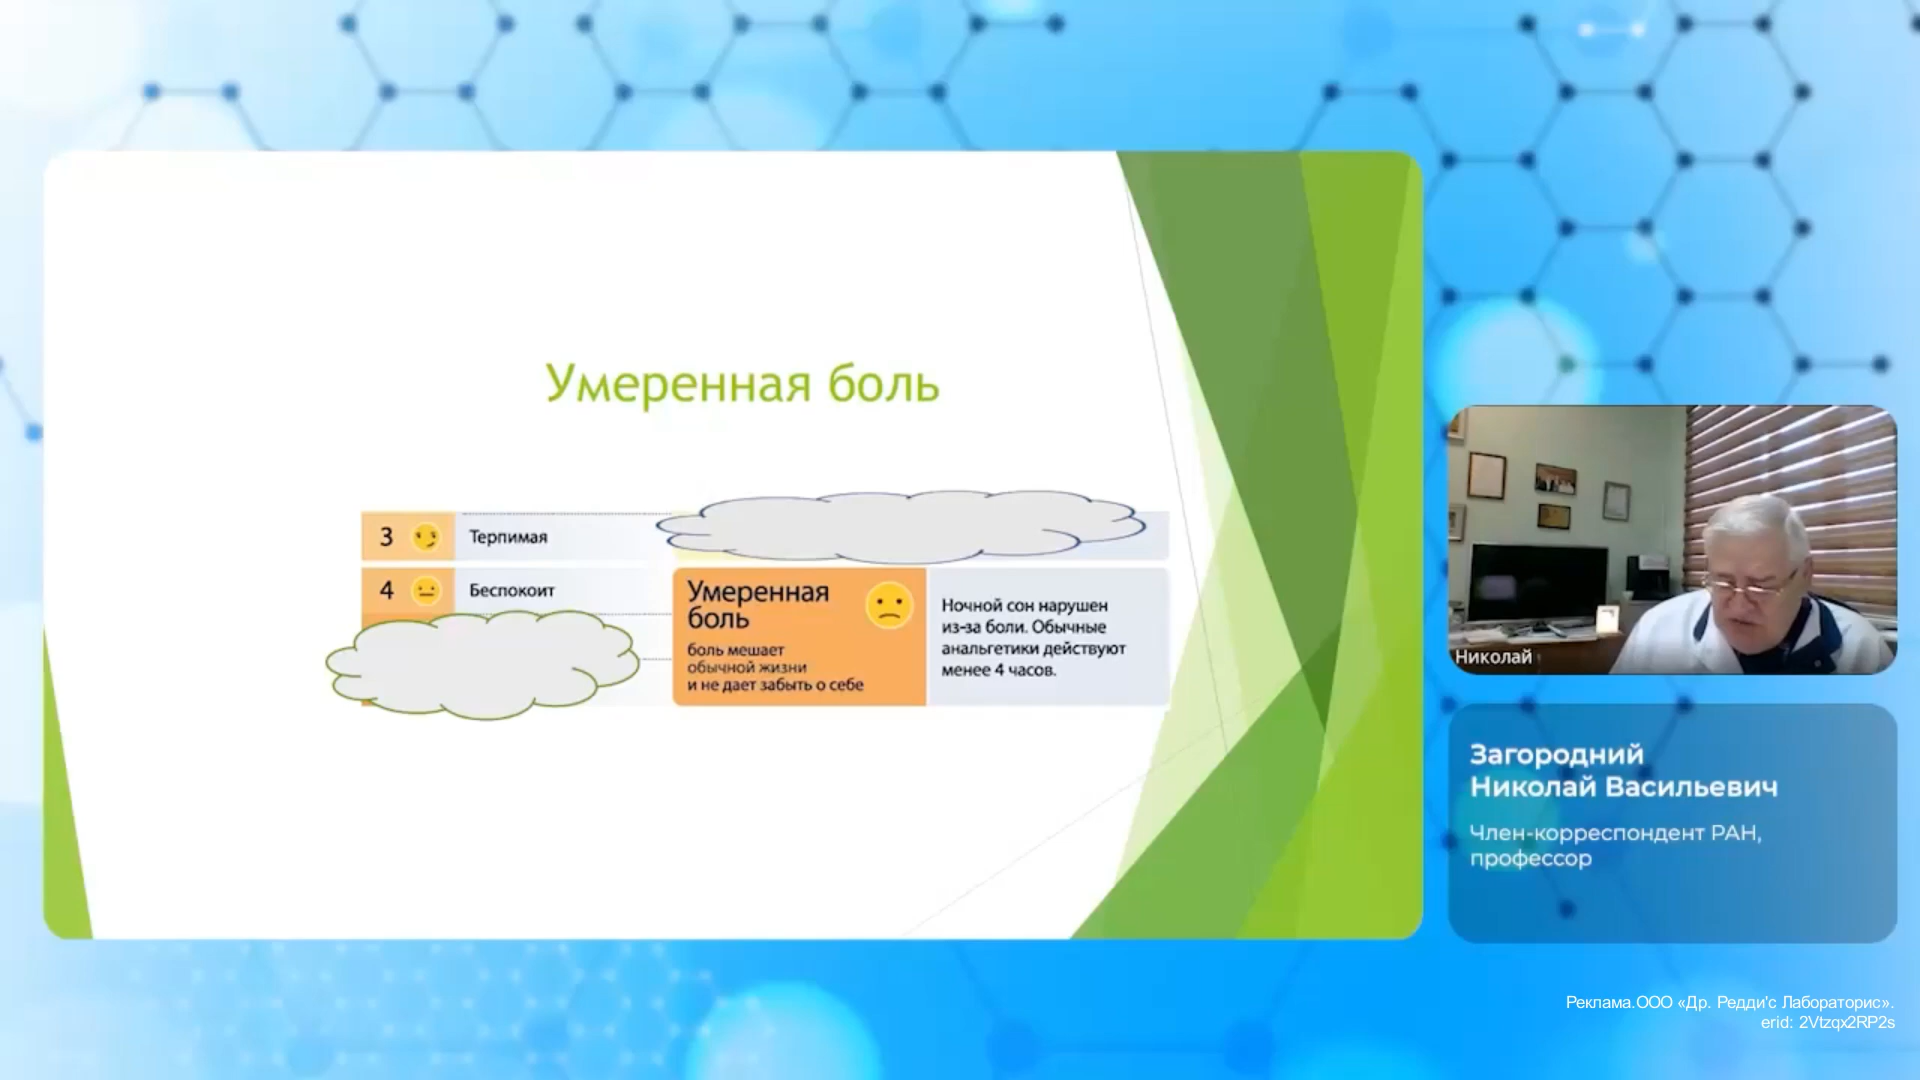 Умеренная боль
3
Терпимая
4
Беспокоит
Умеренная
боль
боль мешает
обычной жизни
и не дает забыть о себе
Ночной сон нарушен
из-за боли. Обычные
анальгетики действуют
менее 4 часов.
Николай
Загородний
Николай Васильевич
Член-корреспондент РАН,
профессор
Реклама.ООО «Др. Редди'с Лабораторис».
erid: 2Vtzqx2RP2s